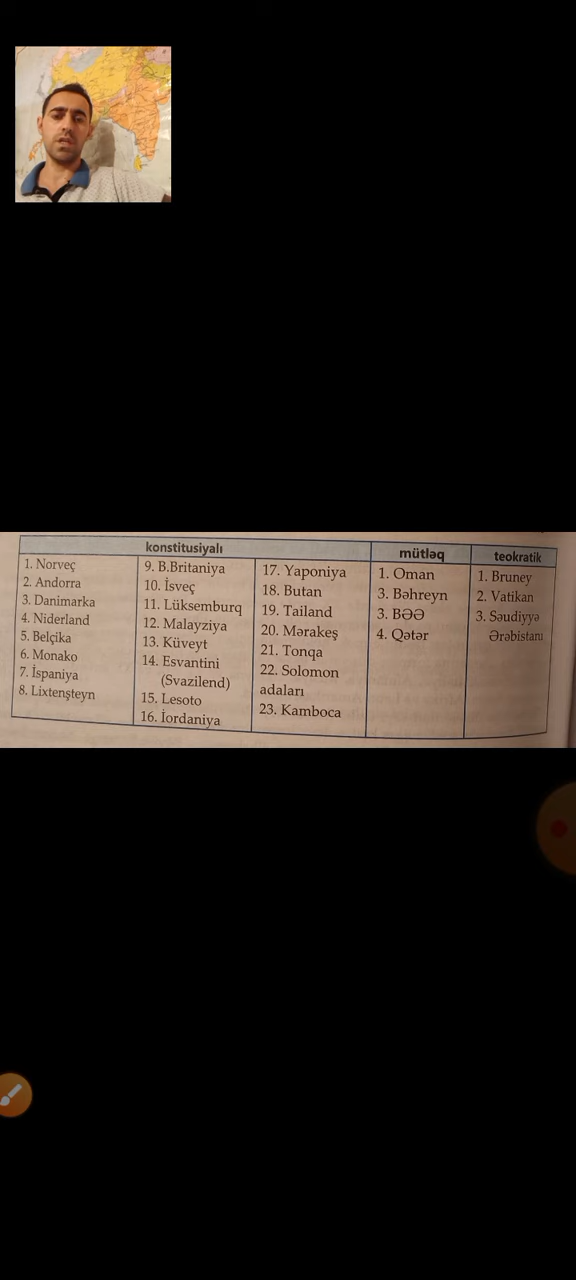 konstitusiyalı
1. Norveç
2. Andorra
3. Danimarka
4. Niderland
5. Belçika
6. Monako
7. İspaniya
8. Lixtenşteyn
9. B.Britaniya
10. İsveç
11. Lüksemburq
12. Malayziya
13. Küveyt
14. Esvantini
(Svazilend)
15. Lesoto
16. İordaniya
17. Yaponiya
18. Butan
19. Tailand
20. Mərakeş
21. Tonqa
22. Solomon
adaları
23. Kamboca
mütləq
1. Oman
3. Bəhreyn
3. BƏƏ
4. Qətər
teokratik
1. Bruney
2. Vatikan
3. Səudiyyə
Ərəbistanı